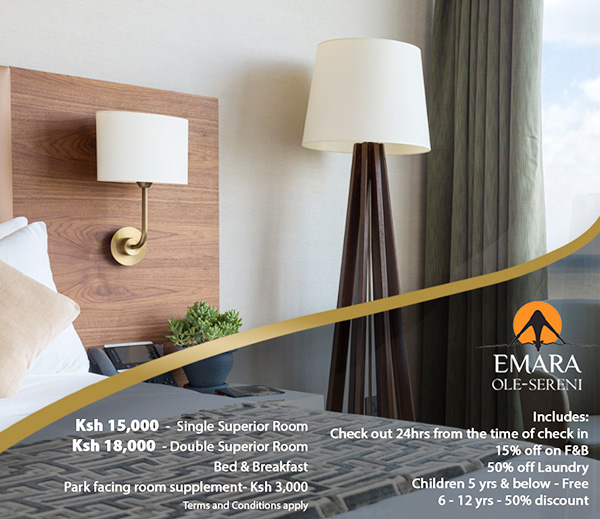 EMARA
OLE-SERENI
Ksh 15,000 - Single Superior Room
Ksh 18,000 - Double Superior Room
Bed & Breakfast
Park facing room supplement- Ksh 3,000
Terms and Conditions apply
Includes:
Check out 24hrs from the time of check in
15% off on F&B
50% off Laundry
Children 5 yrs & below - Free
6 - 12 yrs - 50% discount